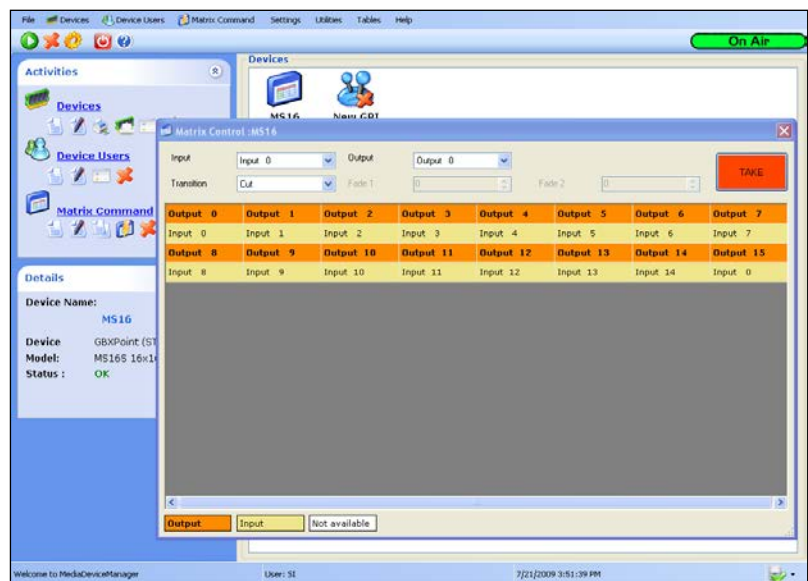 File Devices Device Users Matrix Command Settings Utilities Tables Help
On Air
Activities
Devices
Device Users
Matrix Command
Details
Device Name:
MS16
Device GBXPoint (ST
Model: MS16S 16x1
Status : OK
Devices
MS16 New GPI
Matrix Control :MS16
Input Input 0 Output Output 0
TAKE
Transition Cut Fade 1 0 Fade 2 0
Output 0 Output 1 Output 2 Output 3 Output 4 Output 5 Output 6 Output 7
Input 0 Input 1 Input 2 Input 3 Input 4 Input 5 Input 6 Input 7
Output 8 Output 9 Output 10 Output 11 Output 12 Output 13 Output 14 Output 15
Input 8 Input 9 Input 10 Input 11 Input 12 Input 13 Input 14 Input 0
Output Input Not available
Welcome to MediaDeviceManager User: SI 7/21/2009 3:51:39 PM